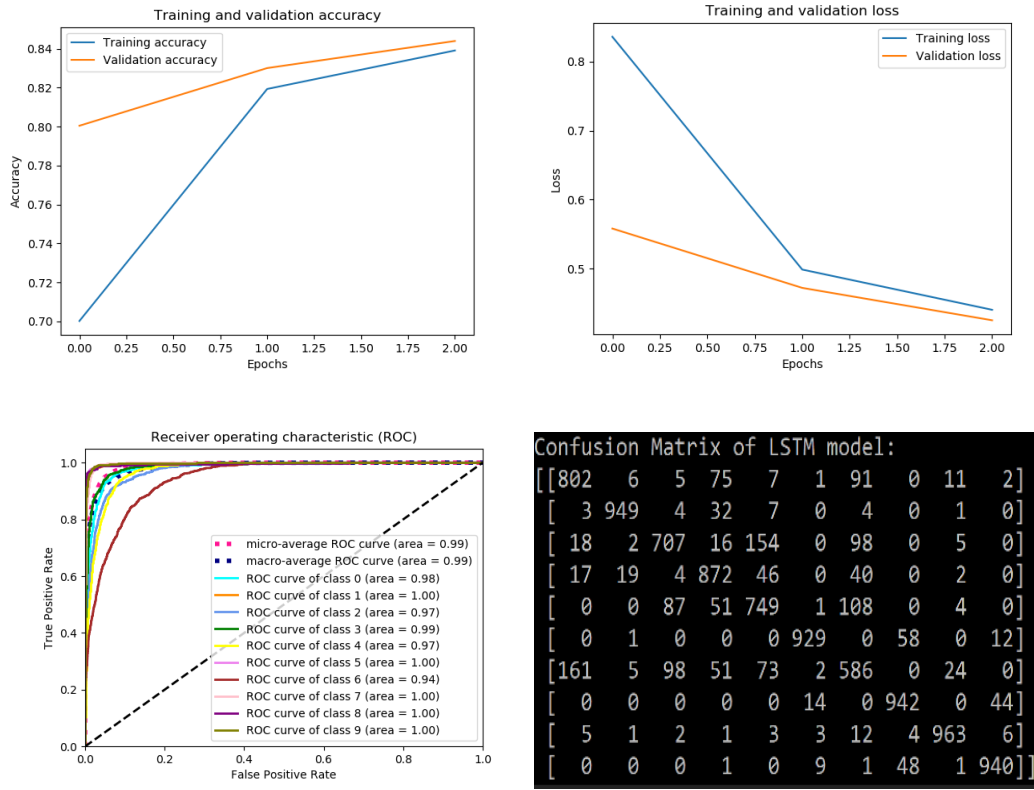 Training and validation accuracy
Training accuracy
Validation accuracy
0.84
0.82
0.80
0.78
0.76
0.74
0.72
0.70
Accuracy
0.00 0.25 0.50 0.75 1.00 1.25 1.50 1.75 2.00
Epochs
Training and validation loss
Training loss
Validation loss
0.8
0.7
0.6
0.5
Loss
0.00 0.25 0.50 0.75 1.00 1.25 1.50 1.75 2.00
Epochs
Receiver operating characteristic (ROC)
1.0
0.8
0.6
0.4
0.2
0.0
True Positive Rate
micro-average ROC curve (area = 0.99)
macro-average ROC curve (area = 0.99)
ROC curve of class 0 (area = 0.98)
ROC curve of class 1 (area = 1.00)
ROC curve of class 2 (area = 0.97)
ROC curve of class 3 (area = 0.99)
ROC curve of class 4 (area = 0.97)
ROC curve of class 5 (area = 1.00)
ROC curve of class 6 (area = 0.94)
ROC curve of class 7 (area = 1.00)
ROC curve of class 8 (area = 1.00)
ROC curve of class 9 (area = 1.00)
0.0 0.2 0.4 0.6 0.8 1.0
False Positive Rate
Confusion Matrix of LSTM model:
[[802 6 5 75 7 1 91 0 11 2]
[ 3 949 4 32 7 0 4 0 1 0]
[ 18 2 707 16 154 0 98 0 5 0]
[ 17 19 4 872 46 0 40 0 2 0]
[ 0 0 87 51 749 1 108 0 4 0]
[ 0 1 0 0 0 929 0 58 0 12]
[161 5 98 51 73 2 586 0 24 0]
[ 0 0 0 0 0 14 0 942 0 44]
[ 5 1 2 1 3 3 12 4 963 6]
[ 0 0 0 1 0 9 1 48 1 940]]